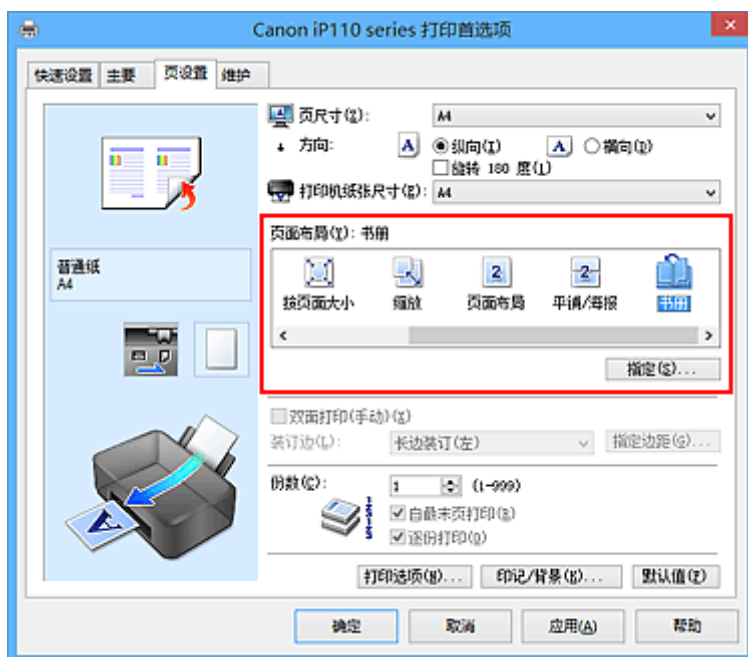 Canon iP110 series 打印首选项
快速设置 主要 页设置 维护
页尺寸(Z): A4
方向: A 纵向(I) A 横向(D)
旋转 180 度(L)
打印机纸张尺寸(E): A4
页面布局(Y): 书册
按页面大小 缩放 页面布局 平铺/海报 书册
指定(S)...
普通纸
A4
双面打印(手动)(X)
装订边(L): 长边装订(左) 指定边距(G)...
份数(C): 1 (1-999)
自最末页打印(R)
逐份打印(O)
打印选项(N)... 印记/背景(K)... 默认值(F)
确定 取消 应用(A) 帮助